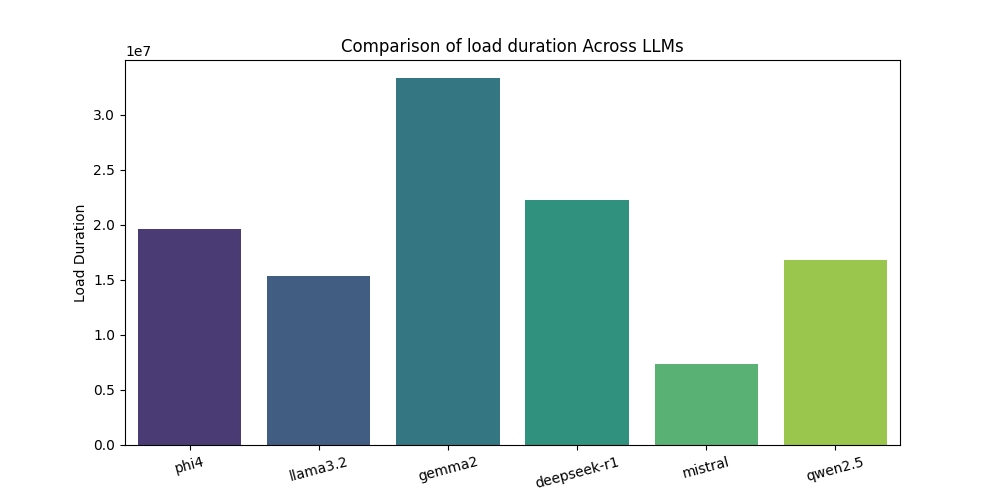 Comparison of load duration Across LLMs
1e7
3.0
2.5
2.0
1.5
1.0
0.5
0.0
Load Duration
phi4
llama3.2
gemma2
deepseek-r1
mistral
qwen2.5